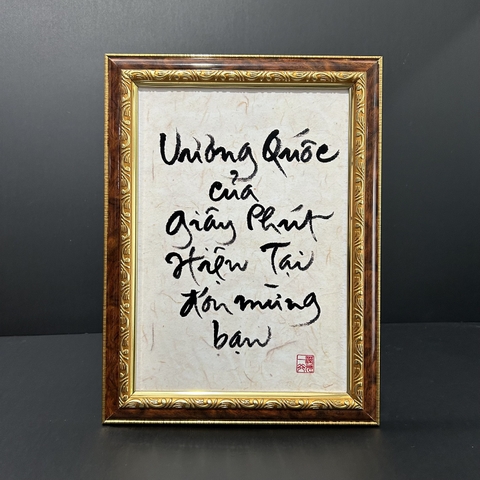 Vương Quốc
của
Giây Phút
Hiện Tại
đón mừng
bạn